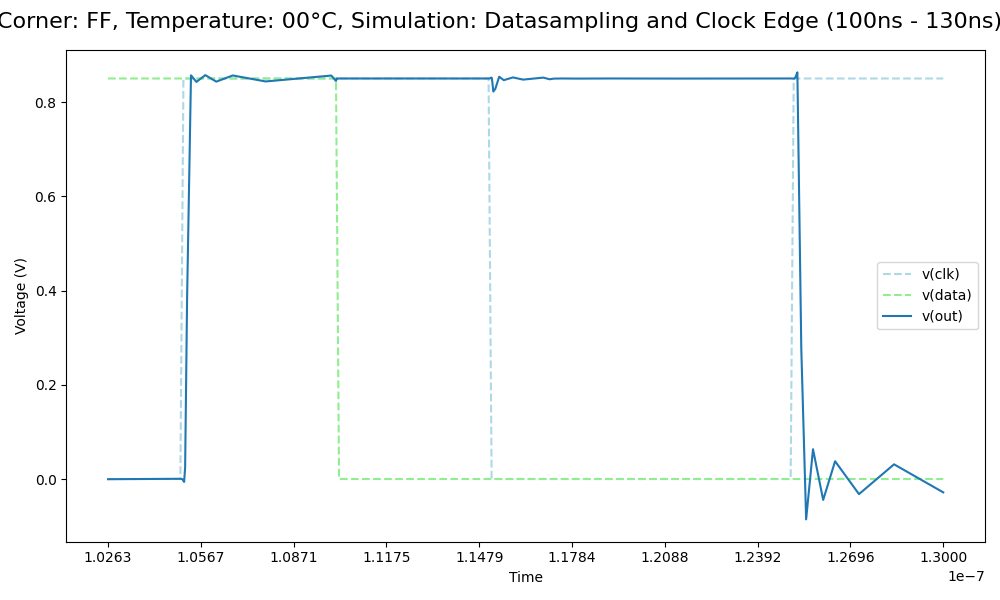 Corner: FF, Temperature: 00°C, Simulation: Datasampling and Clock Edge (100ns - 130ns)
Voltage (V)
0.8
0.6
0.4
0.2
0.0
v(clk)
v(data)
v(out)
1.0263 1.0567 1.0871 1.1175 1.1479 1.1784 1.2088 1.2392 1.2696 1.3000
Time
1e−7